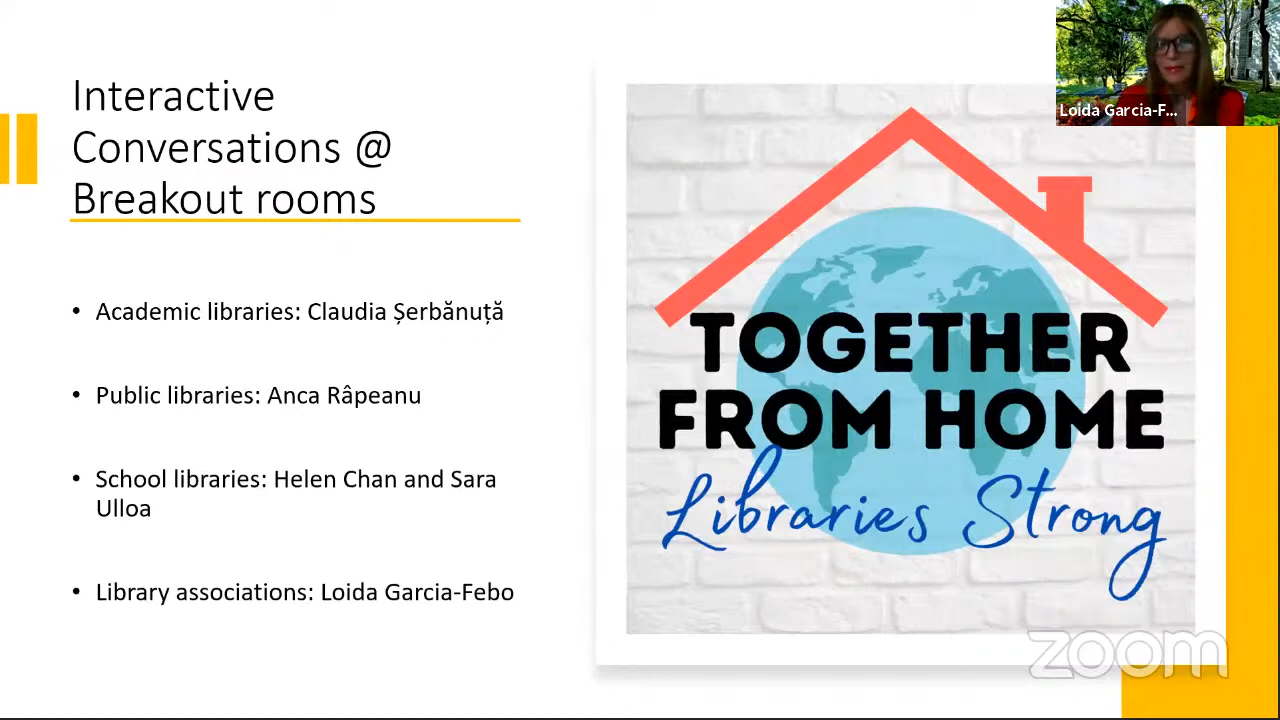 Interactive
Conversations @
Breakout rooms
• Academic libraries: Claudia Șerbănuță
• Public libraries: Anca Râpeanu
• School libraries: Helen Chan and Sara
Ulloa
• Library associations: Loida Garcia-Febo
Loida Garcia-F...
TOGETHER
FROM HOME
Libraries Strong
zoom